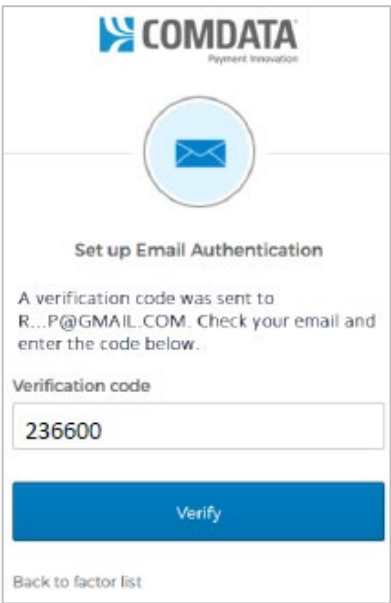 COMDATA
Payment Innovation
Set up Email Authentication
A verification code was sent to
R...P@GMAIL.COM. Check your email and
enter the code below.
Verification code
236600
Verify
Back to factor list